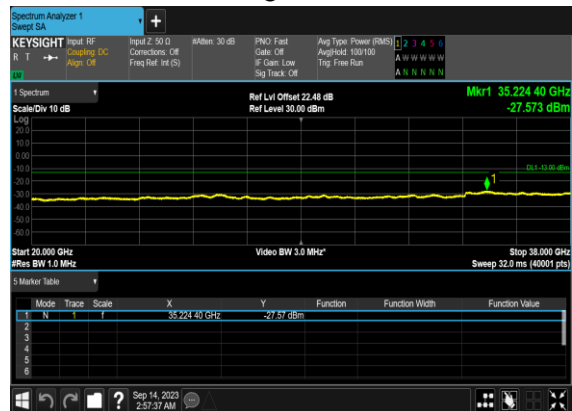 Spectrum Analyzer 1
Swept SA
+
KEYSIGHT Input: RF Input Z: 50 Ω #Atten: 30 dB PNO: Fast Avg Type: Power (RMS) 1 2 3 4 5 6
R T Coupling: DC Corrections: Off Gate: Off Avg|Hold: 100/100 A W W W W W
Align: Off Freq Ref: Int (S) IF Gain: Low Trig: Free Run A N N N N N
LXI Sig Track: Off
1 Spectrum Ref Lvl Offset 22.48 dB Mkr1 35.224 40 GHz
Scale/Div 10 dB Ref Level 30.00 dBm -27.573 dBm
Log
20.0
10.0
0.00
-10.0 DL1 -13.00 dBm
-20.0 1
-30.0
-40.0
-50.0
-60.0
Start 20.000 GHz Video BW 3.0 MHz* Stop 38.000 GHz
#Res BW 1.0 MHz Sweep 32.0 ms (40001 pts)
5 Marker Table
Mode Trace Scale X Y Function Function Width Function Value
1 N 1 f 35.224 40 GHz -27.57 dBm
2
3
4
5
6
? Sep 14, 2023
2:57:37 AM